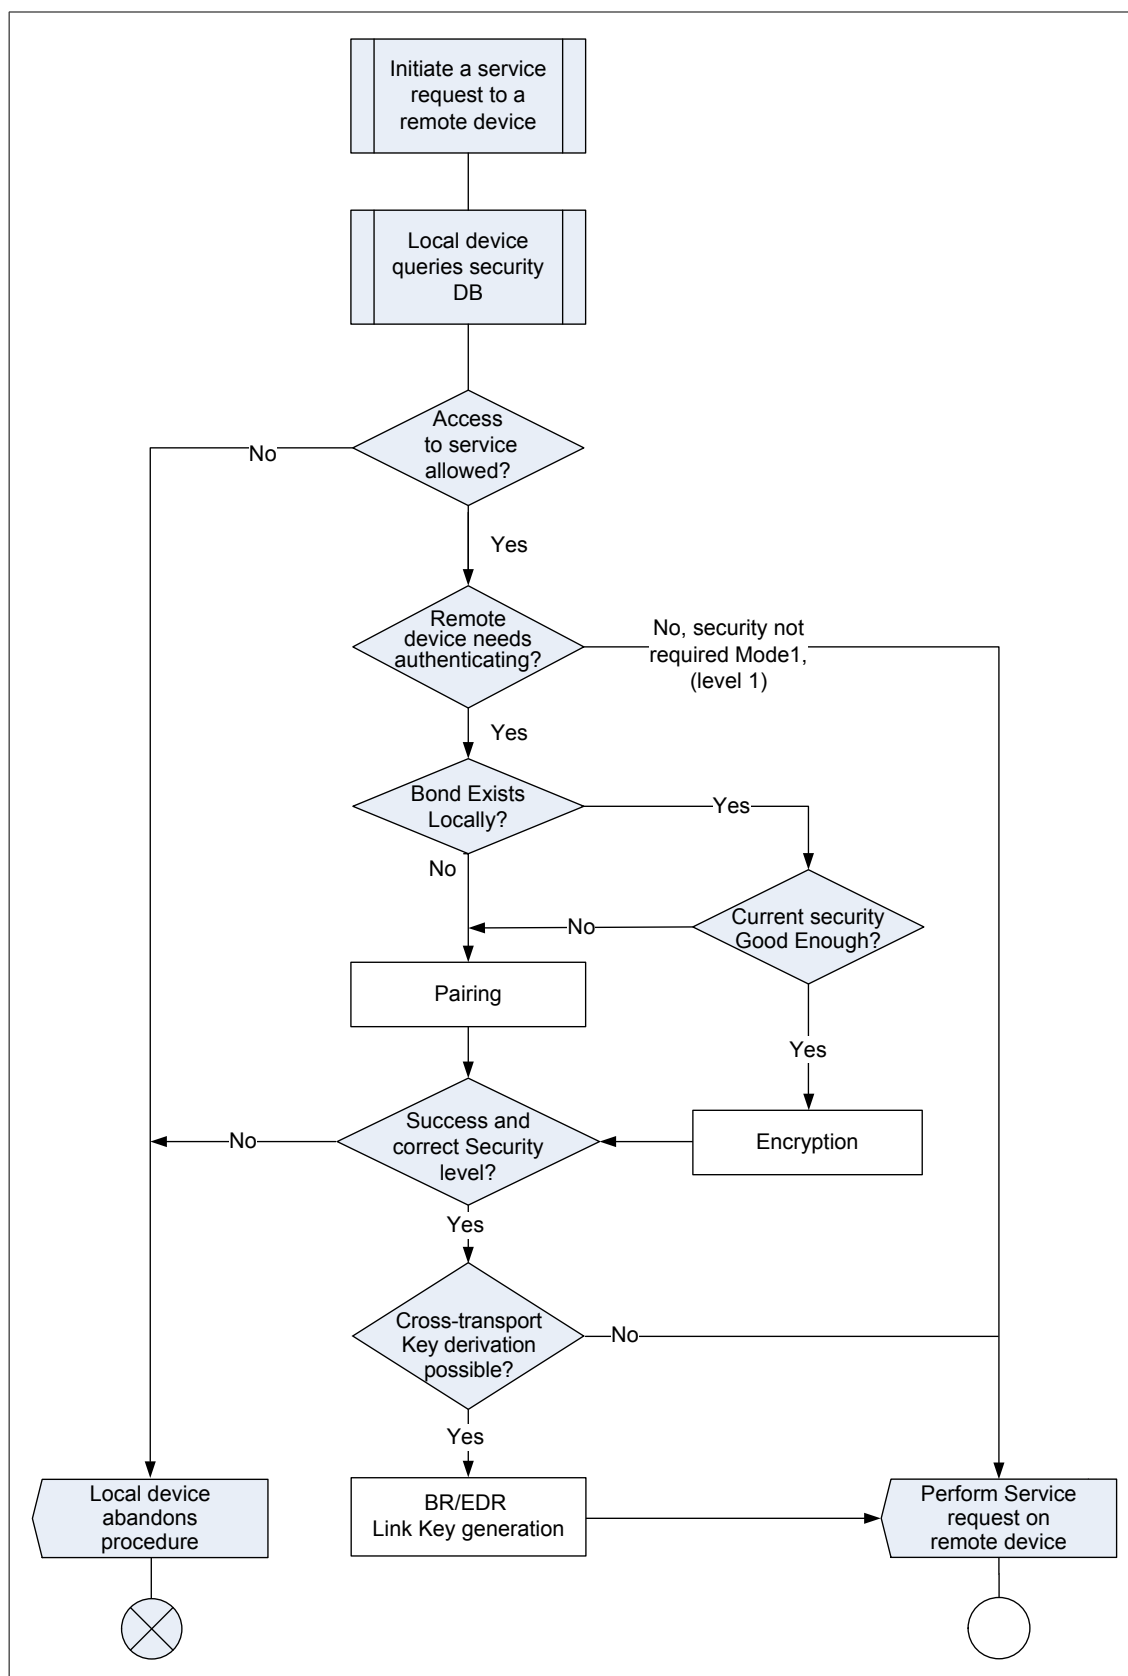 Initiate a service
request to a
remote device
Local device
queries security
DB
Access
to service
allowed?
No
Yes
Remote
device needs
authenticating?
No, security not
required Mode1,
(level 1)
Yes
Bond Exists
Locally?
Yes
No
Current security
Good Enough?
No
Pairing
Yes
Success and
correct Security
level?
No
Encryption
Yes
Cross-transport
Key derivation
possible?
No
Yes
Local device
abandons
procedure
BR/EDR
Link Key generation
Perform Service
request on
remote device